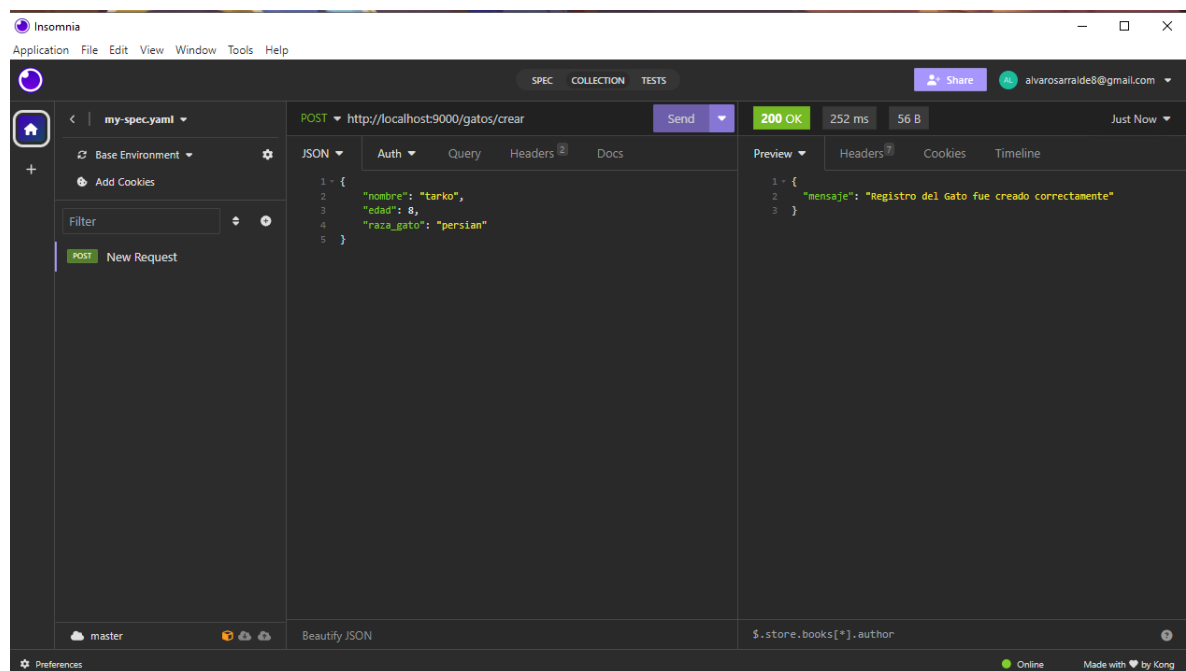 Insomnia
Application File Edit View Window Tools Help
SPEC COLLECTION TESTS
Share
AL alvarosarralde8@gmail.com
my-spec.yaml
POST http://localhost:9000/gatos/crear
Send
200 OK 252 ms 56 B
Just Now
Base Environment
JSON Auth Query Headers 2 Docs
Preview Headers 7 Cookies Timeline
Add Cookies
Filter
POST New Request
1 {
2 "nombre": "tarko",
3 "edad": 8,
4 "raza_gato": "persian"
5 }
1 {
2 "mensaje": "Registro del Gato fue creado correctamente"
3 }
master
Beautify JSON
$.store.books[*].author
Preferences
Online
Made with ♥ by Kong